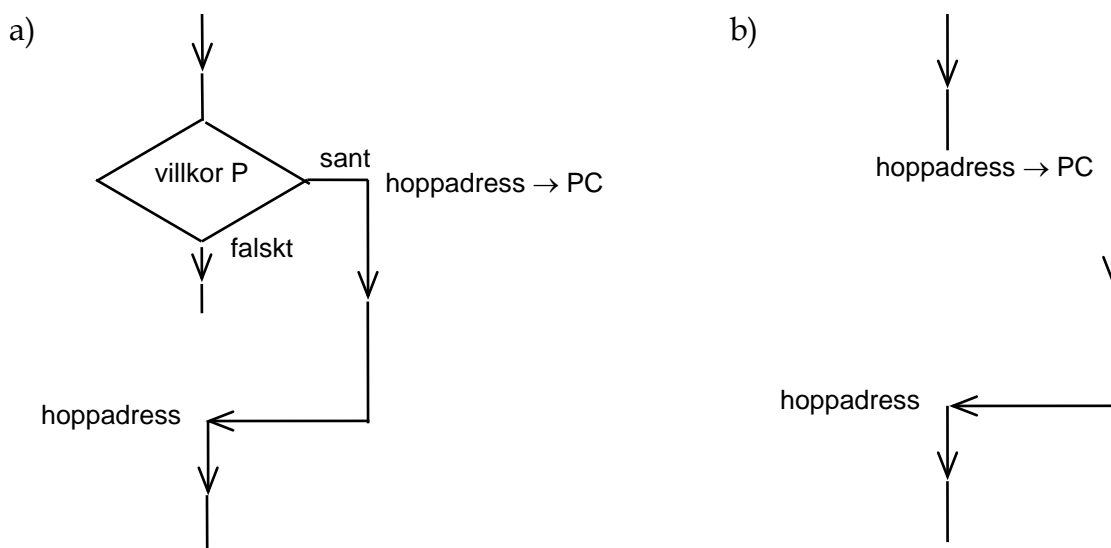 a)
villkor P
sant
hoppadress → PC
falskt
hoppadress
b)
hoppadress → PC
hoppadress